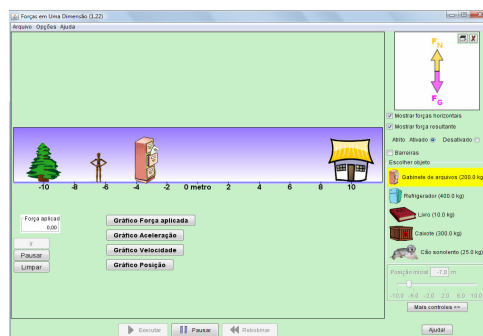 Forças em Uma Dimensão (1.22)
Arquivo Opções Ajuda
F_N
F_G
Mostrar forças horizontais
Mostrar força resultante
Atrito Ativado Desativado
Barreiras
Escolher objeto
Gabinete de arquivos (200.0 kg
Refrigerador (400.0 kg)
Livro (10.0 kg)
Caixote (300.0 kg)
Cão sonolento (25.0 kg)
-10 -8 -6 -4 -2 0 metro 2 4 6 8 10
Força aplicad
0,00
Ir
Pausar
Limpar
Gráfico Força aplicada
Gráfico Aceleração
Gráfico Velocidade
Gráfico Posição
Posição inicial -7,0 m
-10,0 -6.0 -2.0 2.0 6.0 10,0
Mais controles >>
Executar Pausar Rebobinar
Ajuda!